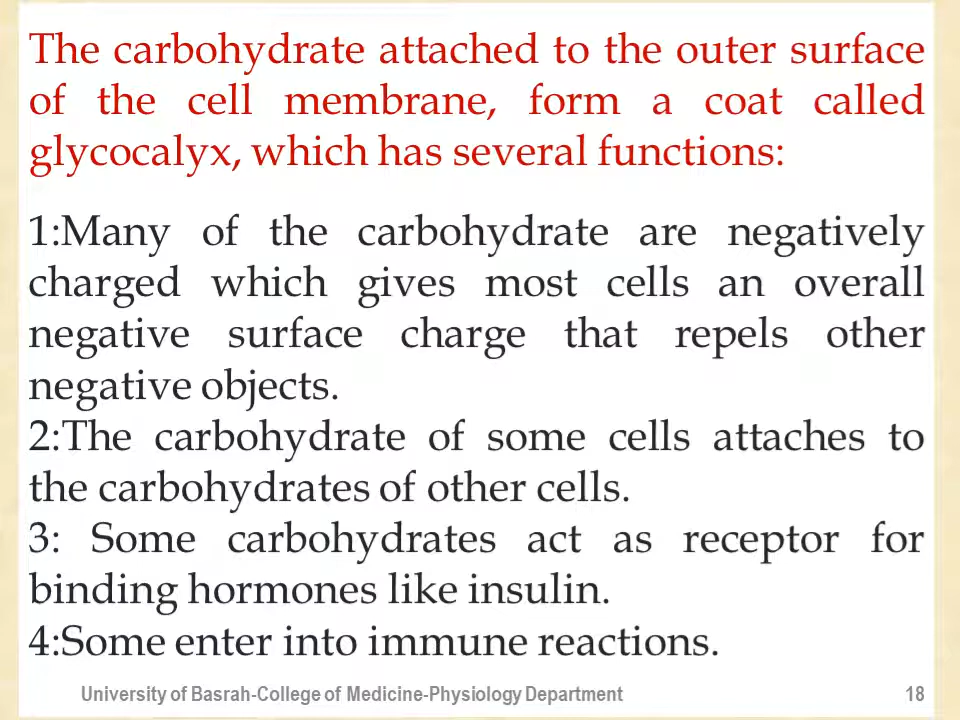 The carbohydrate attached to the outer surface
of the cell membrane, form a coat called
glycocalyx, which has several functions:
1:Many of the carbohydrate are negatively
charged which gives most cells an overall
negative surface charge that repels other
negative objects.
2:The carbohydrate of some cells attaches to
the carbohydrates of other cells.
3: Some carbohydrates act as receptor for
binding hormones like insulin.
4:Some enter into immune reactions.
University of Basrah-College of Medicine-Physiology Department 18